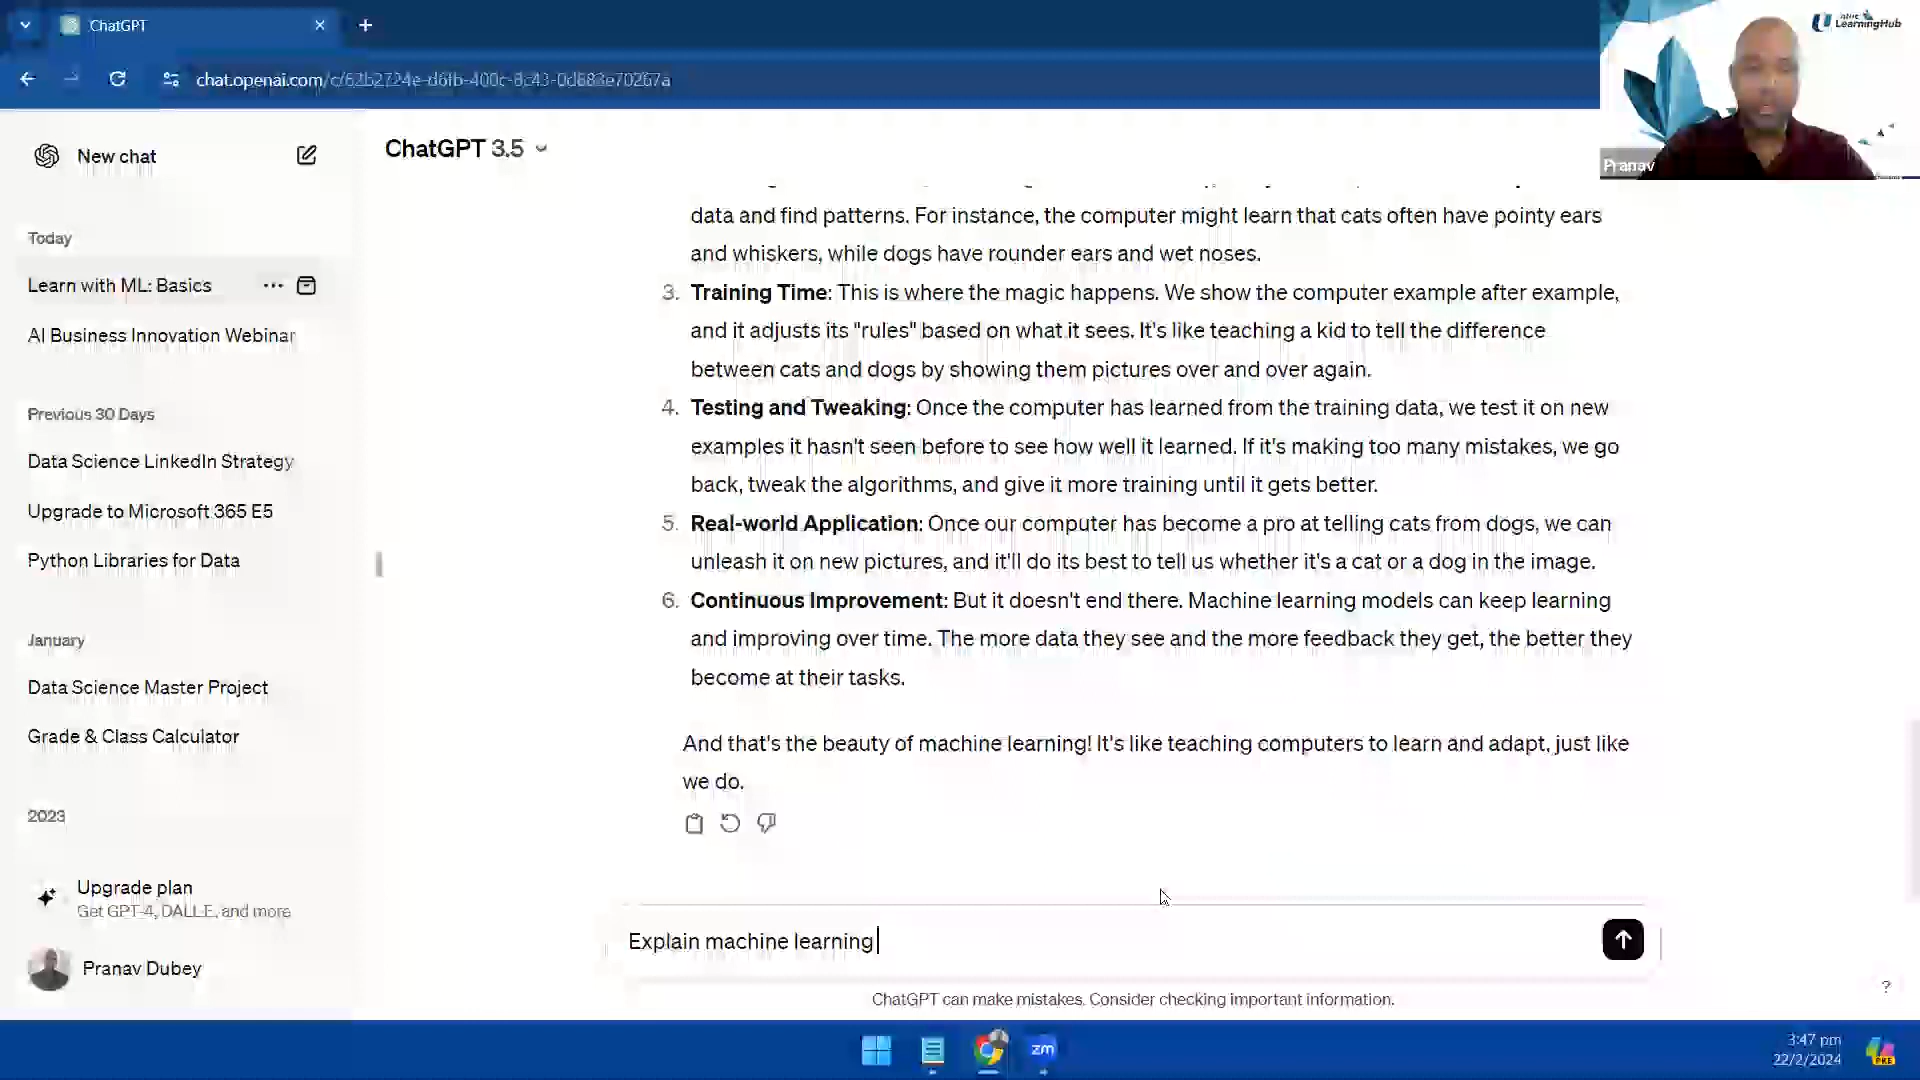 ChatGPT
chat.openai.com/c/62b2724e-d6fb-400c-8c43-0d683e70267a
LearningHub
Pranav
New chat
Today
Learn with ML: Basics
AI Business Innovation Webinar
Previous 30 Days
Data Science LinkedIn Strategy
Upgrade to Microsoft 365 E5
Python Libraries for Data
January
Data Science Master Project
Grade & Class Calculator
2023
Upgrade plan
Get GPT-4, DALL·E, and more
Pranav Dubey
ChatGPT 3.5
data and find patterns. For instance, the computer might learn that cats often have pointy ears
and whiskers, while dogs have rounder ears and wet noses.
3. Training Time: This is where the magic happens. We show the computer example after example,
and it adjusts its "rules" based on what it sees. It's like teaching a kid to tell the difference
between cats and dogs by showing them pictures over and over again.
4. Testing and Tweaking: Once the computer has learned from the training data, we test it on new
examples it hasn't seen before to see how well it learned. If it's making too many mistakes, we go
back, tweak the algorithms, and give it more training until it gets better.
5. Real-world Application: Once our computer has become a pro at telling cats from dogs, we can
unleash it on new pictures, and it'll do its best to tell us whether it's a cat or a dog in the image.
6. Continuous Improvement: But it doesn't end there. Machine learning models can keep learning
and improving over time. The more data they see and the more feedback they get, the better they
become at their tasks.
And that's the beauty of machine learning! It's like teaching computers to learn and adapt, just like
we do.
Explain machine learning
ChatGPT can make mistakes. Consider checking important information.
?
zm
3:47 pm
22/2/2024
PRE